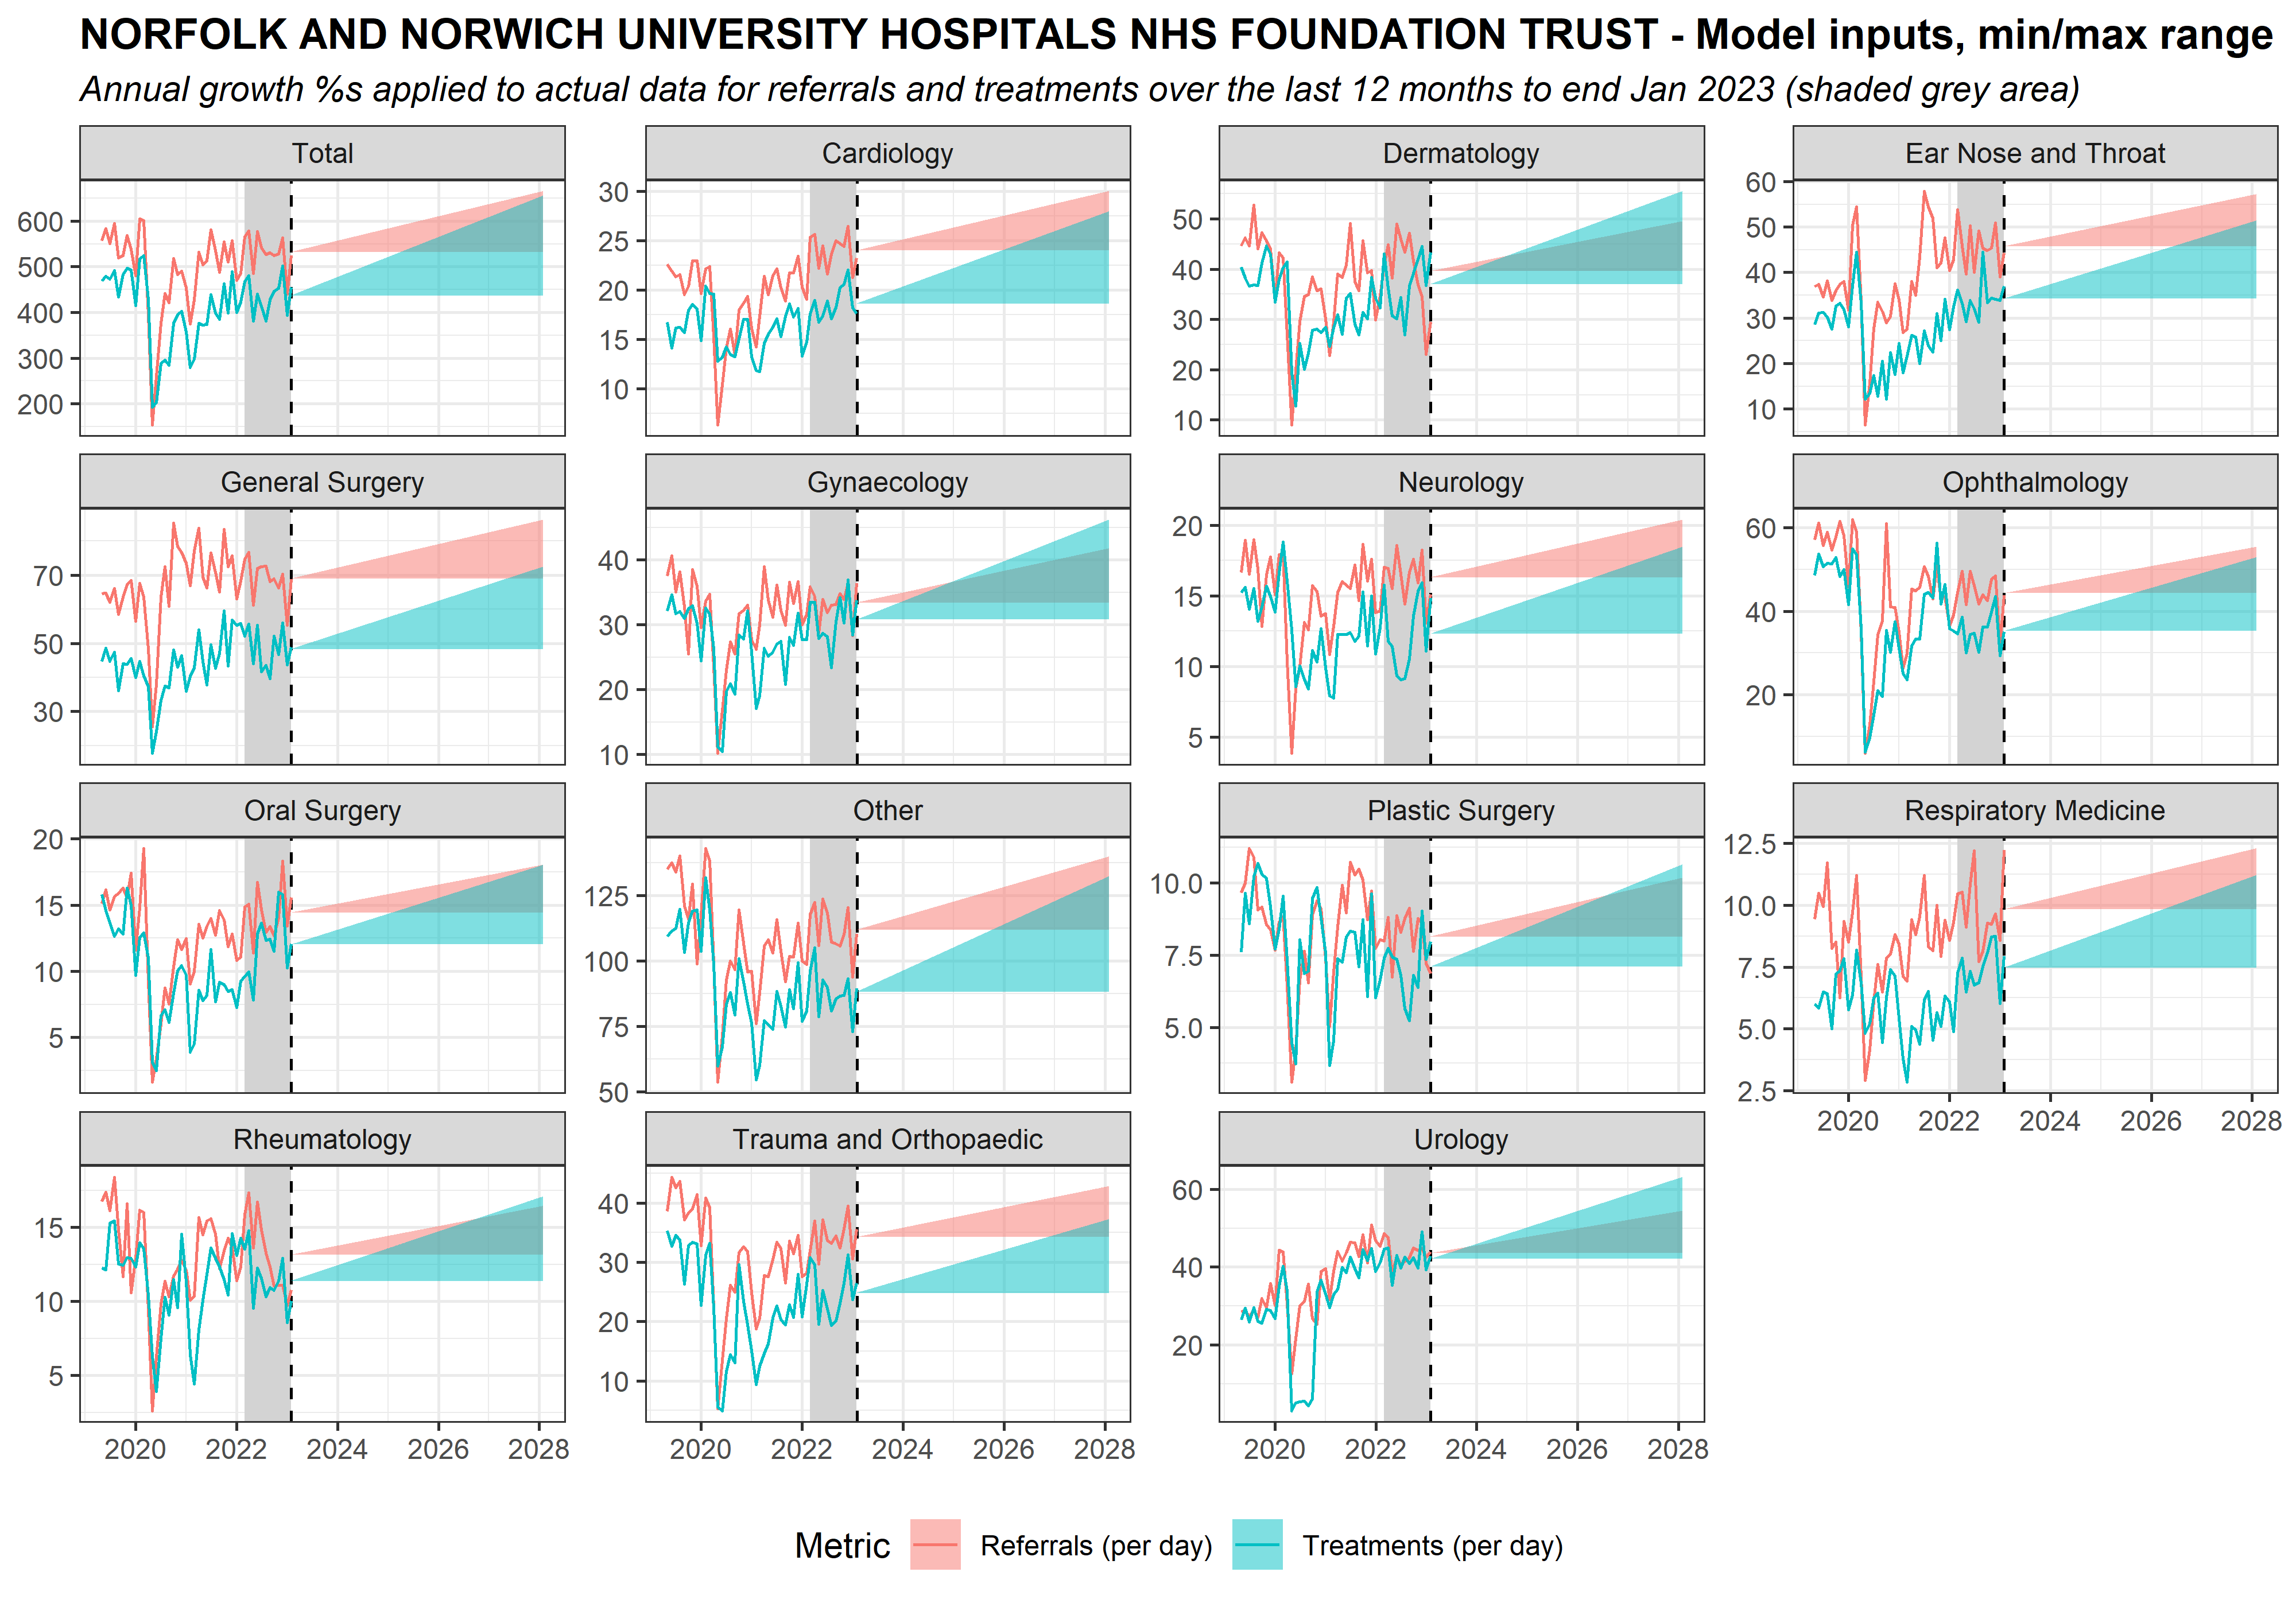 NORFOLK AND NORWICH UNIVERSITY HOSPITALS NHS FOUNDATION TRUST - Model inputs, min/max range
Annual growth %s applied to actual data for referrals and treatments over the last 12 months to end Jan 2023 (shaded grey area)
Total
600
500
400
300
200
Cardiology
30
25
20
15
10
Dermatology
50
40
30
20
10
Ear Nose and Throat
60
50
40
30
20
10
General Surgery
70
50
30
Gynaecology
40
30
20
10
Neurology
20
15
10
5
Ophthalmology
60
40
20
Oral Surgery
20
15
10
5
Other
125
100
75
50
Plastic Surgery
10.0
7.5
5.0
Respiratory Medicine
12.5
10.0
7.5
5.0
2.5
2020 2022 2024 2026 2028
Rheumatology
15
10
5
2020 2022 2024 2026 2028
Trauma and Orthopaedic
40
30
20
10
2020 2022 2024 2026 2028
Urology
60
40
20
2020 2022 2024 2026 2028
Metric Referrals (per day) Treatments (per day)